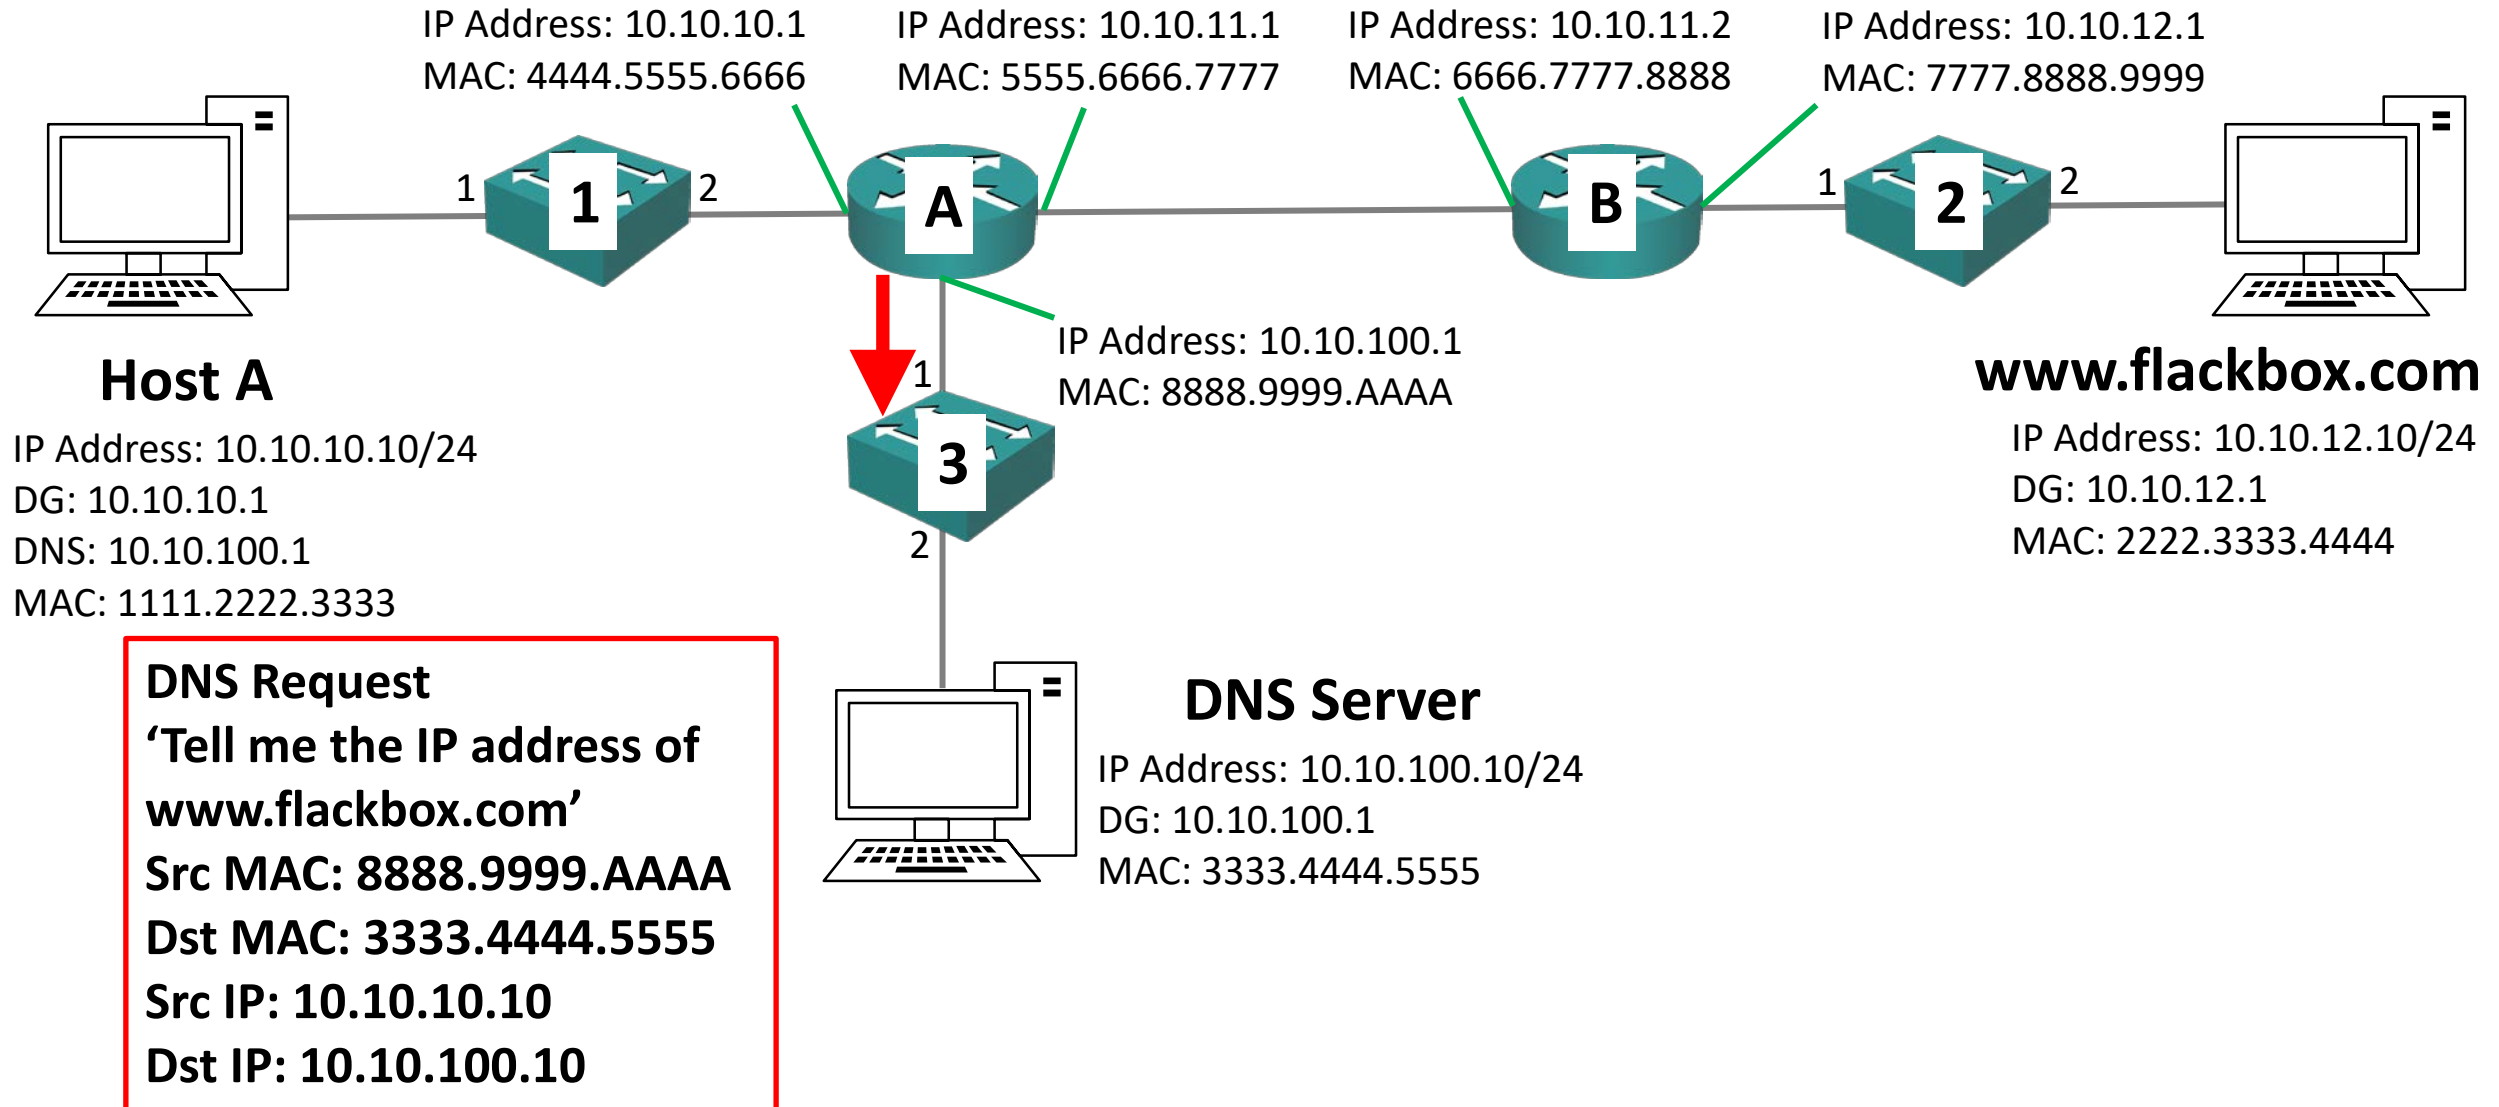 IP Address: 10.10.10.1
MAC: 4444.5555.6666
IP Address: 10.10.11.1
MAC: 5555.6666.7777
IP Address: 10.10.11.2
MAC: 6666.7777.8888
IP Address: 10.10.12.1
MAC: 7777.8888.9999
1
1
2
A
B
1
2
2
IP Address: 10.10.100.1
MAC: 8888.9999.AAAA
Host A
IP Address: 10.10.10.10/24
DG: 10.10.10.1
DNS: 10.10.100.1
MAC: 1111.2222.3333
1
3
2
www.flackbox.com
IP Address: 10.10.12.10/24
DG: 10.10.12.1
MAC: 2222.3333.4444
DNS Request
‘Tell me the IP address of
www.flackbox.com’
Src MAC: 8888.9999.AAAA
Dst MAC: 3333.4444.5555
Src IP: 10.10.10.10
Dst IP: 10.10.100.10
DNS Server
IP Address: 10.10.100.10/24
DG: 10.10.100.1
MAC: 3333.4444.5555